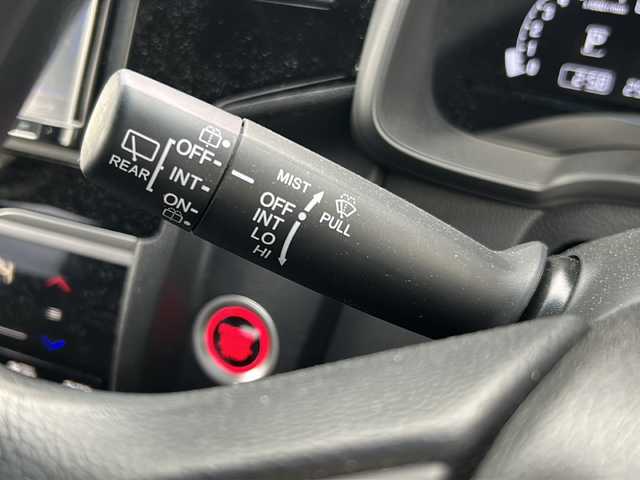 REAR
OFF
INT
ON
MIST
OFF
INT
LO
HI
PULL
P